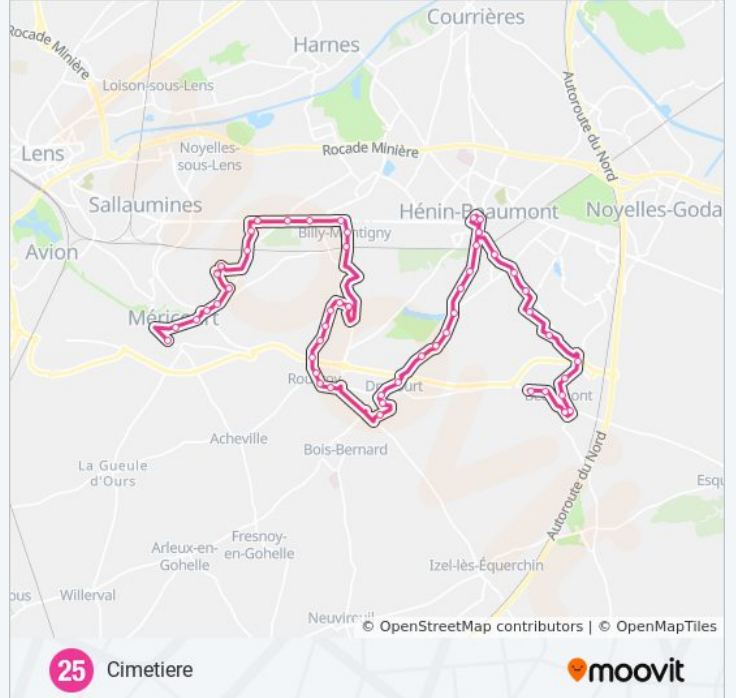 Courrières
Rocade Minière
Harnes
Autoroute du Nord
Loison-sous-Lens
Noyelles-
sous-Lens
Rocade Minière
Lens
Sallaumines
Hénin-Beaumont
Noyelles-Goda
Billy-Montigny
Avion
Méricourt
Acheville
Bois-Bernard
La Gueule
d'Ours
Autoroute du Nord
Esqu
Fresnoy-
en-Gohelle
Arleux-en-
Gohelle
Izel-lès-Équerchin
Willerval
© OpenStreetMap contributors | © OpenMapTiles
25 Cimetiere
moovit